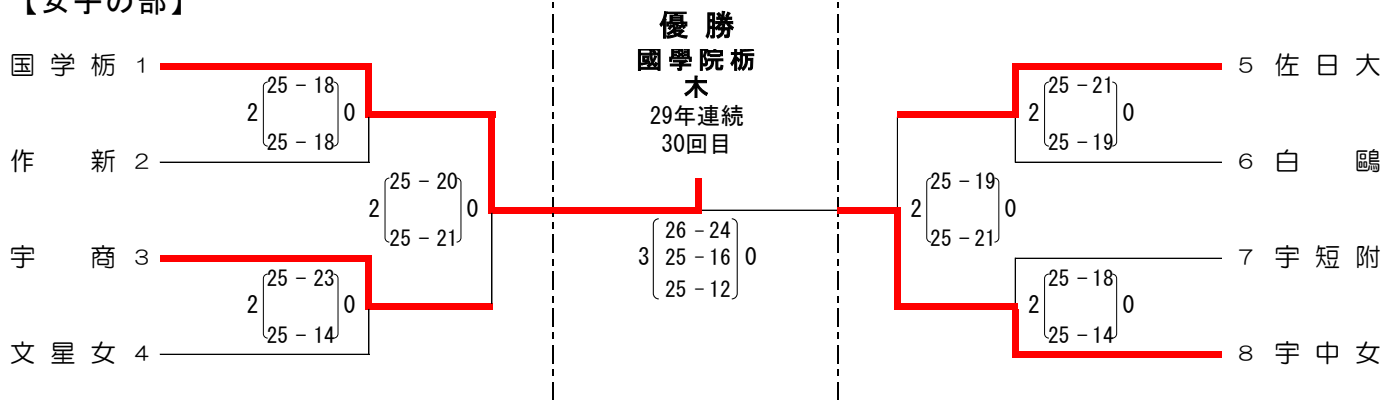 【女子の部】
優 勝
國學院栃
木
29年連続
30回目
国 学 栃 1
25 - 18
2 0
25 - 18
作 新 2
25 - 20
2 0
25 - 21
宇 商 3
25 - 23
2 0
25 - 14
文 星 女 4
26 - 24
3 25 - 16 0
25 - 12
5 佐 日 大
25 - 21
2 0
25 - 19
6 白 鷗
25 - 19
2 0
25 - 21
7 宇 短 附
25 - 18
2 0
25 - 14
8 宇 中 女